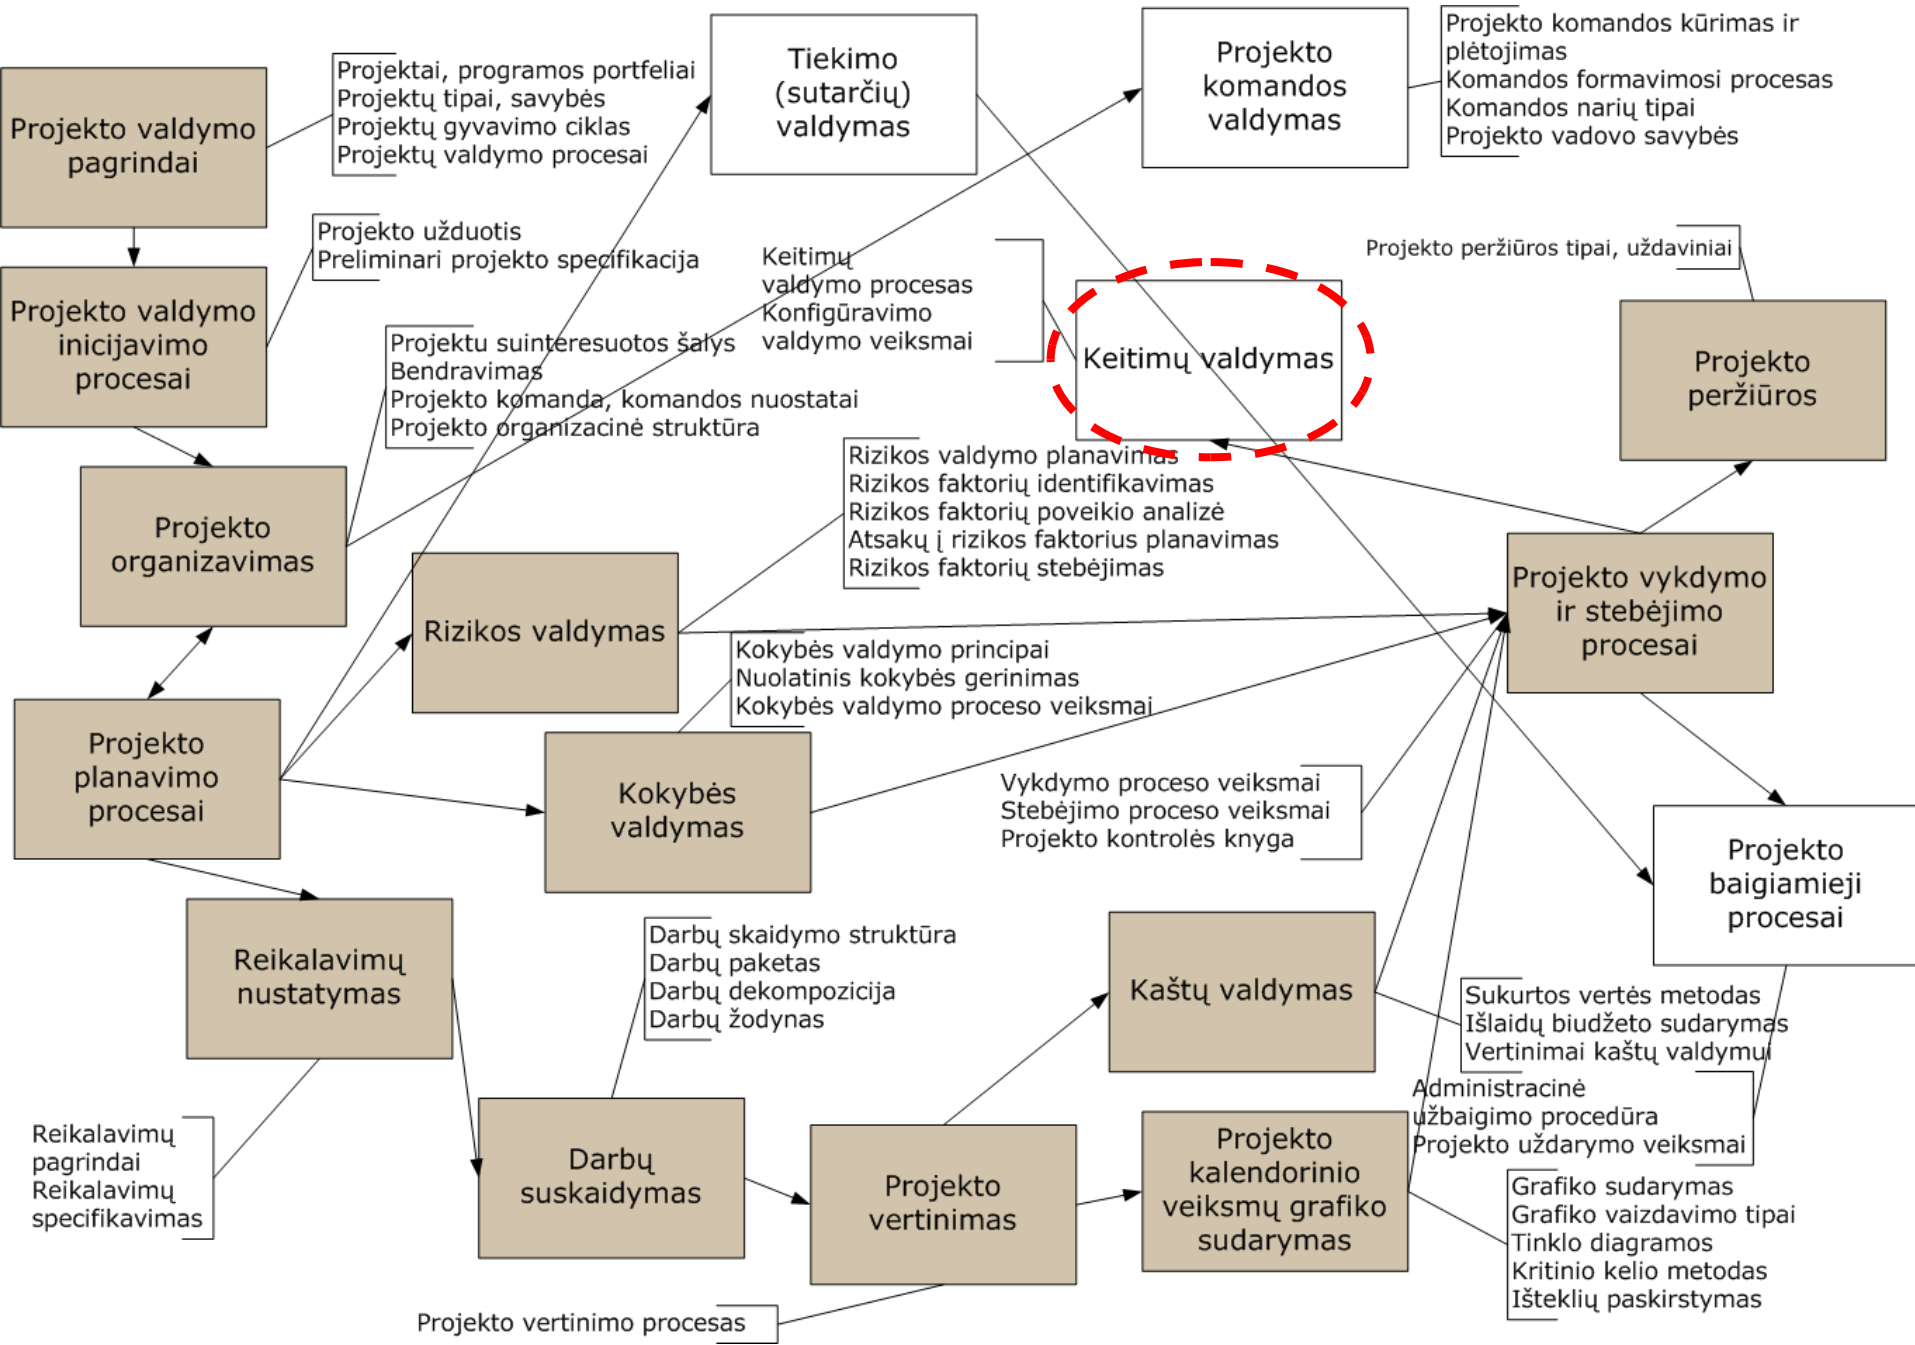 Projekto valdymo
pagrindai
Projektai, programos portfeliai
Projektų tipai, savybės
Projektų gyvavimo ciklas
Projektų valdymo procesai
Tiekimo
(sutarčių)
valdymas
Projekto
komandos
valdymas
Projekto komandos kūrimas ir
plėtojimas
Komandos formavimosi procesas
Komandos narių tipai
Projekto vadovo savybės
Projekto valdymo
inicijavimo
procesai
Projekto užduotis
Preliminari projekto specifikacija
Keitimų
valdymo procesas
Konfigūravimo
valdymo veiksmai
Keitimų valdymas
Projekto peržiūros tipai, uždaviniai
Projekto
peržiūros
Projektu suinteresuotos šalys
Bendravimas
Projekto komanda, komandos nuostatai
Projekto organizacinė struktūra
Projekto
organizavimas
Rizikos valdymo planavimas
Rizikos faktorių identifikavimas
Rizikos faktorių poveikio analizė
Atsakų į rizikos faktorius planavimas
Rizikos faktorių stebėjimas
Rizikos valdymas
Projekto vykdymo
ir stebėjimo
procesai
Kokybės valdymo principai
Nuolatinis kokybės gerinimas
Kokybės valdymo proceso veiksmai
Projekto
planavimo
procesai
Kokybės
valdymas
Vykdymo proceso veiksmai
Stebėjimo proceso veiksmai
Projekto kontrolės knyga
Projekto
baigiamieji
procesai
Reikalavimų
nustatymas
Darbų skaidymo struktūra
Darbų paketas
Darbų dekompozicija
Darbų žodynas
Kaštų valdymas
Sukurtos vertės metodas
Išlaidų biudžeto sudarymas
Vertinimai kaštų valdymui
Administracinė
užbaigimo procedūra
Projekto uždarymo veiksmai
Reikalavimų
pagrindai
Reikalavimų
specifikavimas
Darbų
suskaidymas
Projekto
vertinimas
Projekto
kalendorinio
veiksmų grafiko
sudarymas
Grafiko sudarymas
Grafiko vaizdavimo tipai
Tinklo diagramos
Kritinio kelio metodas
Išteklių paskirstymas
Projekto vertinimo procesas